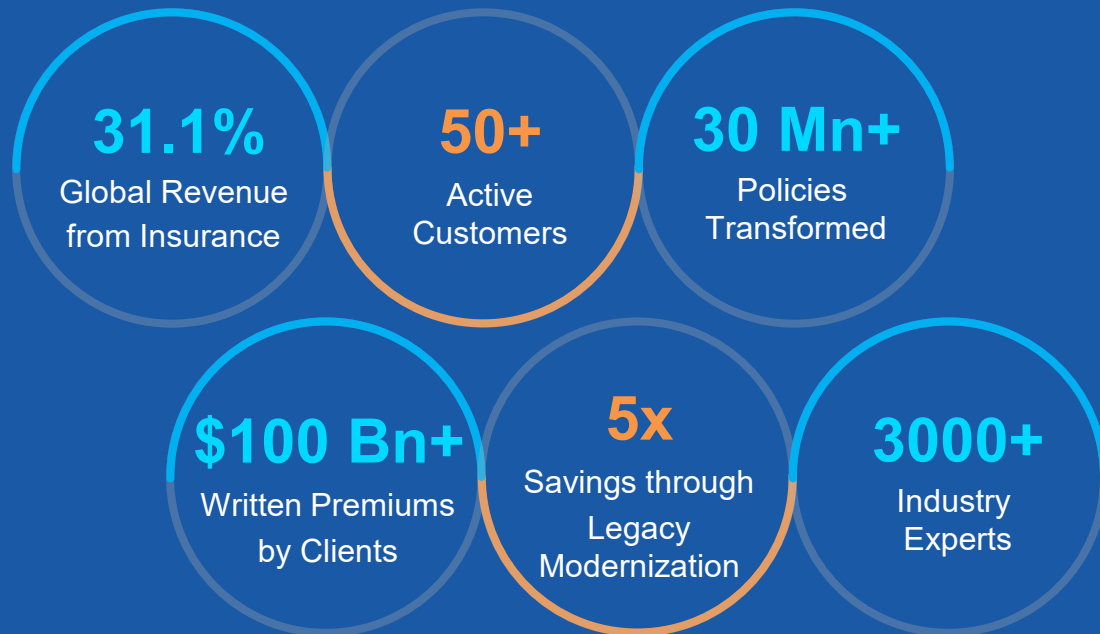 31.1%
Global Revenue
from Insurance
50+
Active
Customers
30 Mn+
Policies
Transformed
$100 Bn+
Written Premiums
by Clients
5x
Savings through
Legacy
Modernization
3000+
Industry
Experts